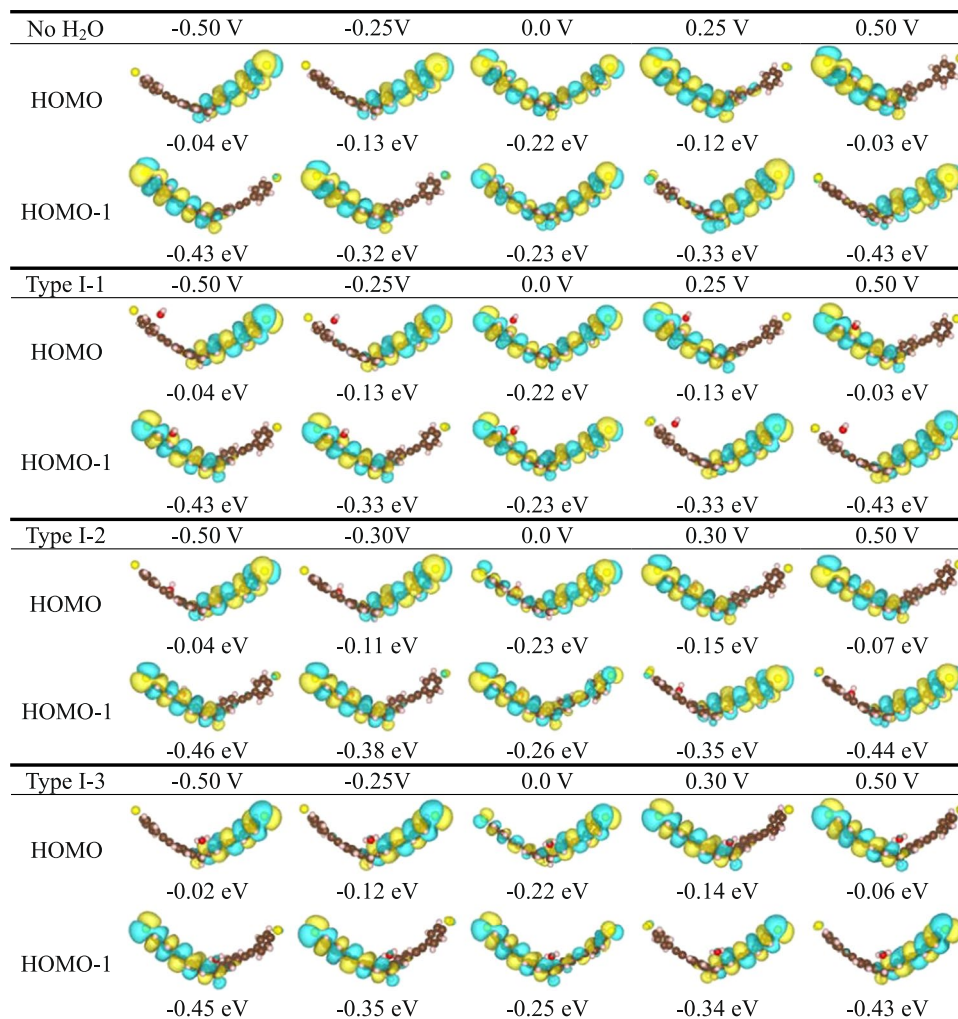 No H₂O -0.50 V -0.25V 0.0 V 0.25 V 0.50 V
HOMO
-0.04 eV -0.13 eV -0.22 eV -0.12 eV -0.03 eV
HOMO-1
-0.43 eV -0.32 eV -0.23 eV -0.33 eV -0.43 eV
Type I-1 -0.50 V -0.25V 0.0 V 0.25 V 0.50 V
HOMO
-0.04 eV -0.13 eV -0.22 eV -0.13 eV -0.03 eV
HOMO-1
-0.43 eV -0.33 eV -0.23 eV -0.33 eV -0.43 eV
Type I-2 -0.50 V -0.30V 0.0 V 0.30 V 0.50 V
HOMO
-0.04 eV -0.11 eV -0.23 eV -0.15 eV -0.07 eV
HOMO-1
-0.46 eV -0.38 eV -0.26 eV -0.35 eV -0.44 eV
Type I-3 -0.50 V -0.25V 0.0 V 0.30 V 0.50 V
HOMO
-0.02 eV -0.12 eV -0.22 eV -0.14 eV -0.06 eV
HOMO-1
-0.45 eV -0.35 eV -0.25 eV -0.34 eV -0.43 eV